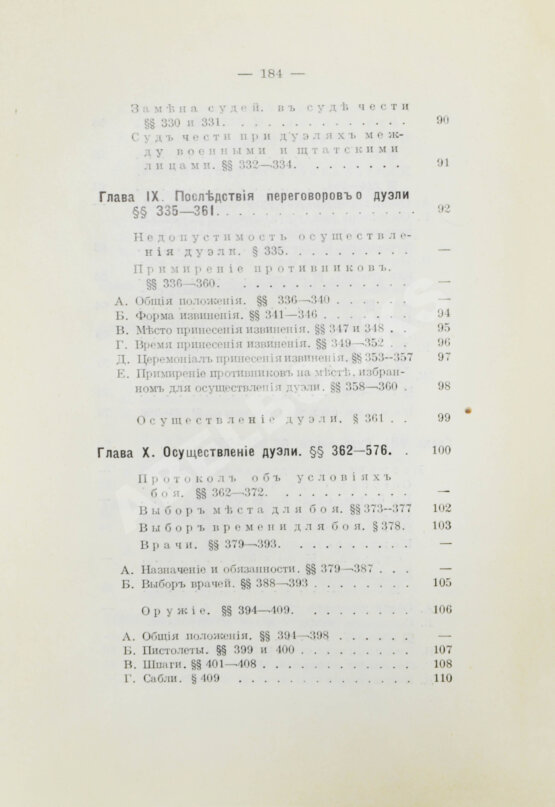 — 184 —
Замѣна судей. въ судѣ чести
§§ 330 и 331. . . . . . . . . . . . . . 90
Судъ чести при дуэляхъ меж-
ду военными и штатскими
лицами. §§ 332—334. . . . . . . . 91
Глава IX. Послѣдствія переговоровъ о дуэли
§§ 335—361. . . . . . . . . . . . . . . . 92
Недопустимость осуществле-
нія дуэли. § 335. . . . . . . . . . —
Примиреніе противниковъ.
§§ 336—360. . . . . . . . . . . . . . —
А. Общія положенія. §§ 336—340 . . . . . . —
Б. Форма извиненія. §§ 341—346 . . . . . . 94
В. Мѣсто принесенія извиненія. §§ 347 и 348 . . 95
Г. Время принесенія извиненія. §§ 349—352 . . 96
Д. Церемоніалъ принесенія извиненія. §§ 353—357 97
Е. Примиреніе противниковъ на мѣстѣ, избран-
номъ для осуществленія дуэли. §§ 358—360 . 98
Осуществленіе дуэли. § 361 . . 99
Глава X. Осуществленіе дуэли. §§ 362—576. . 100
Протоколъ объ условіяхъ
боя. §§ 362—372. . . . . . . . . . . . —
Выборъ мѣста для боя. §§ 373—377 102
Выборъ времени для боя. § 378. 103
Врачи. §§ 379—393. . . . . . . . . . . —
А. Назначеніе и обязанности. §§ 379—387 . . . —
Б. Выборъ врачей. §§ 388—393 . . . . . . . . 105
Оружіе. §§ 394—409. . . . . . . . . . 106
А. Общія положенія. §§ 394—398 . . . . . . —
Б. Пистолеты. §§ 399 и 400 . . . . . . . . . 107
В. Шпаги. §§ 401—408 . . . . . . . . . . . . 108
Г. Сабли. § 409 . . . . . . . . . . . . . 110